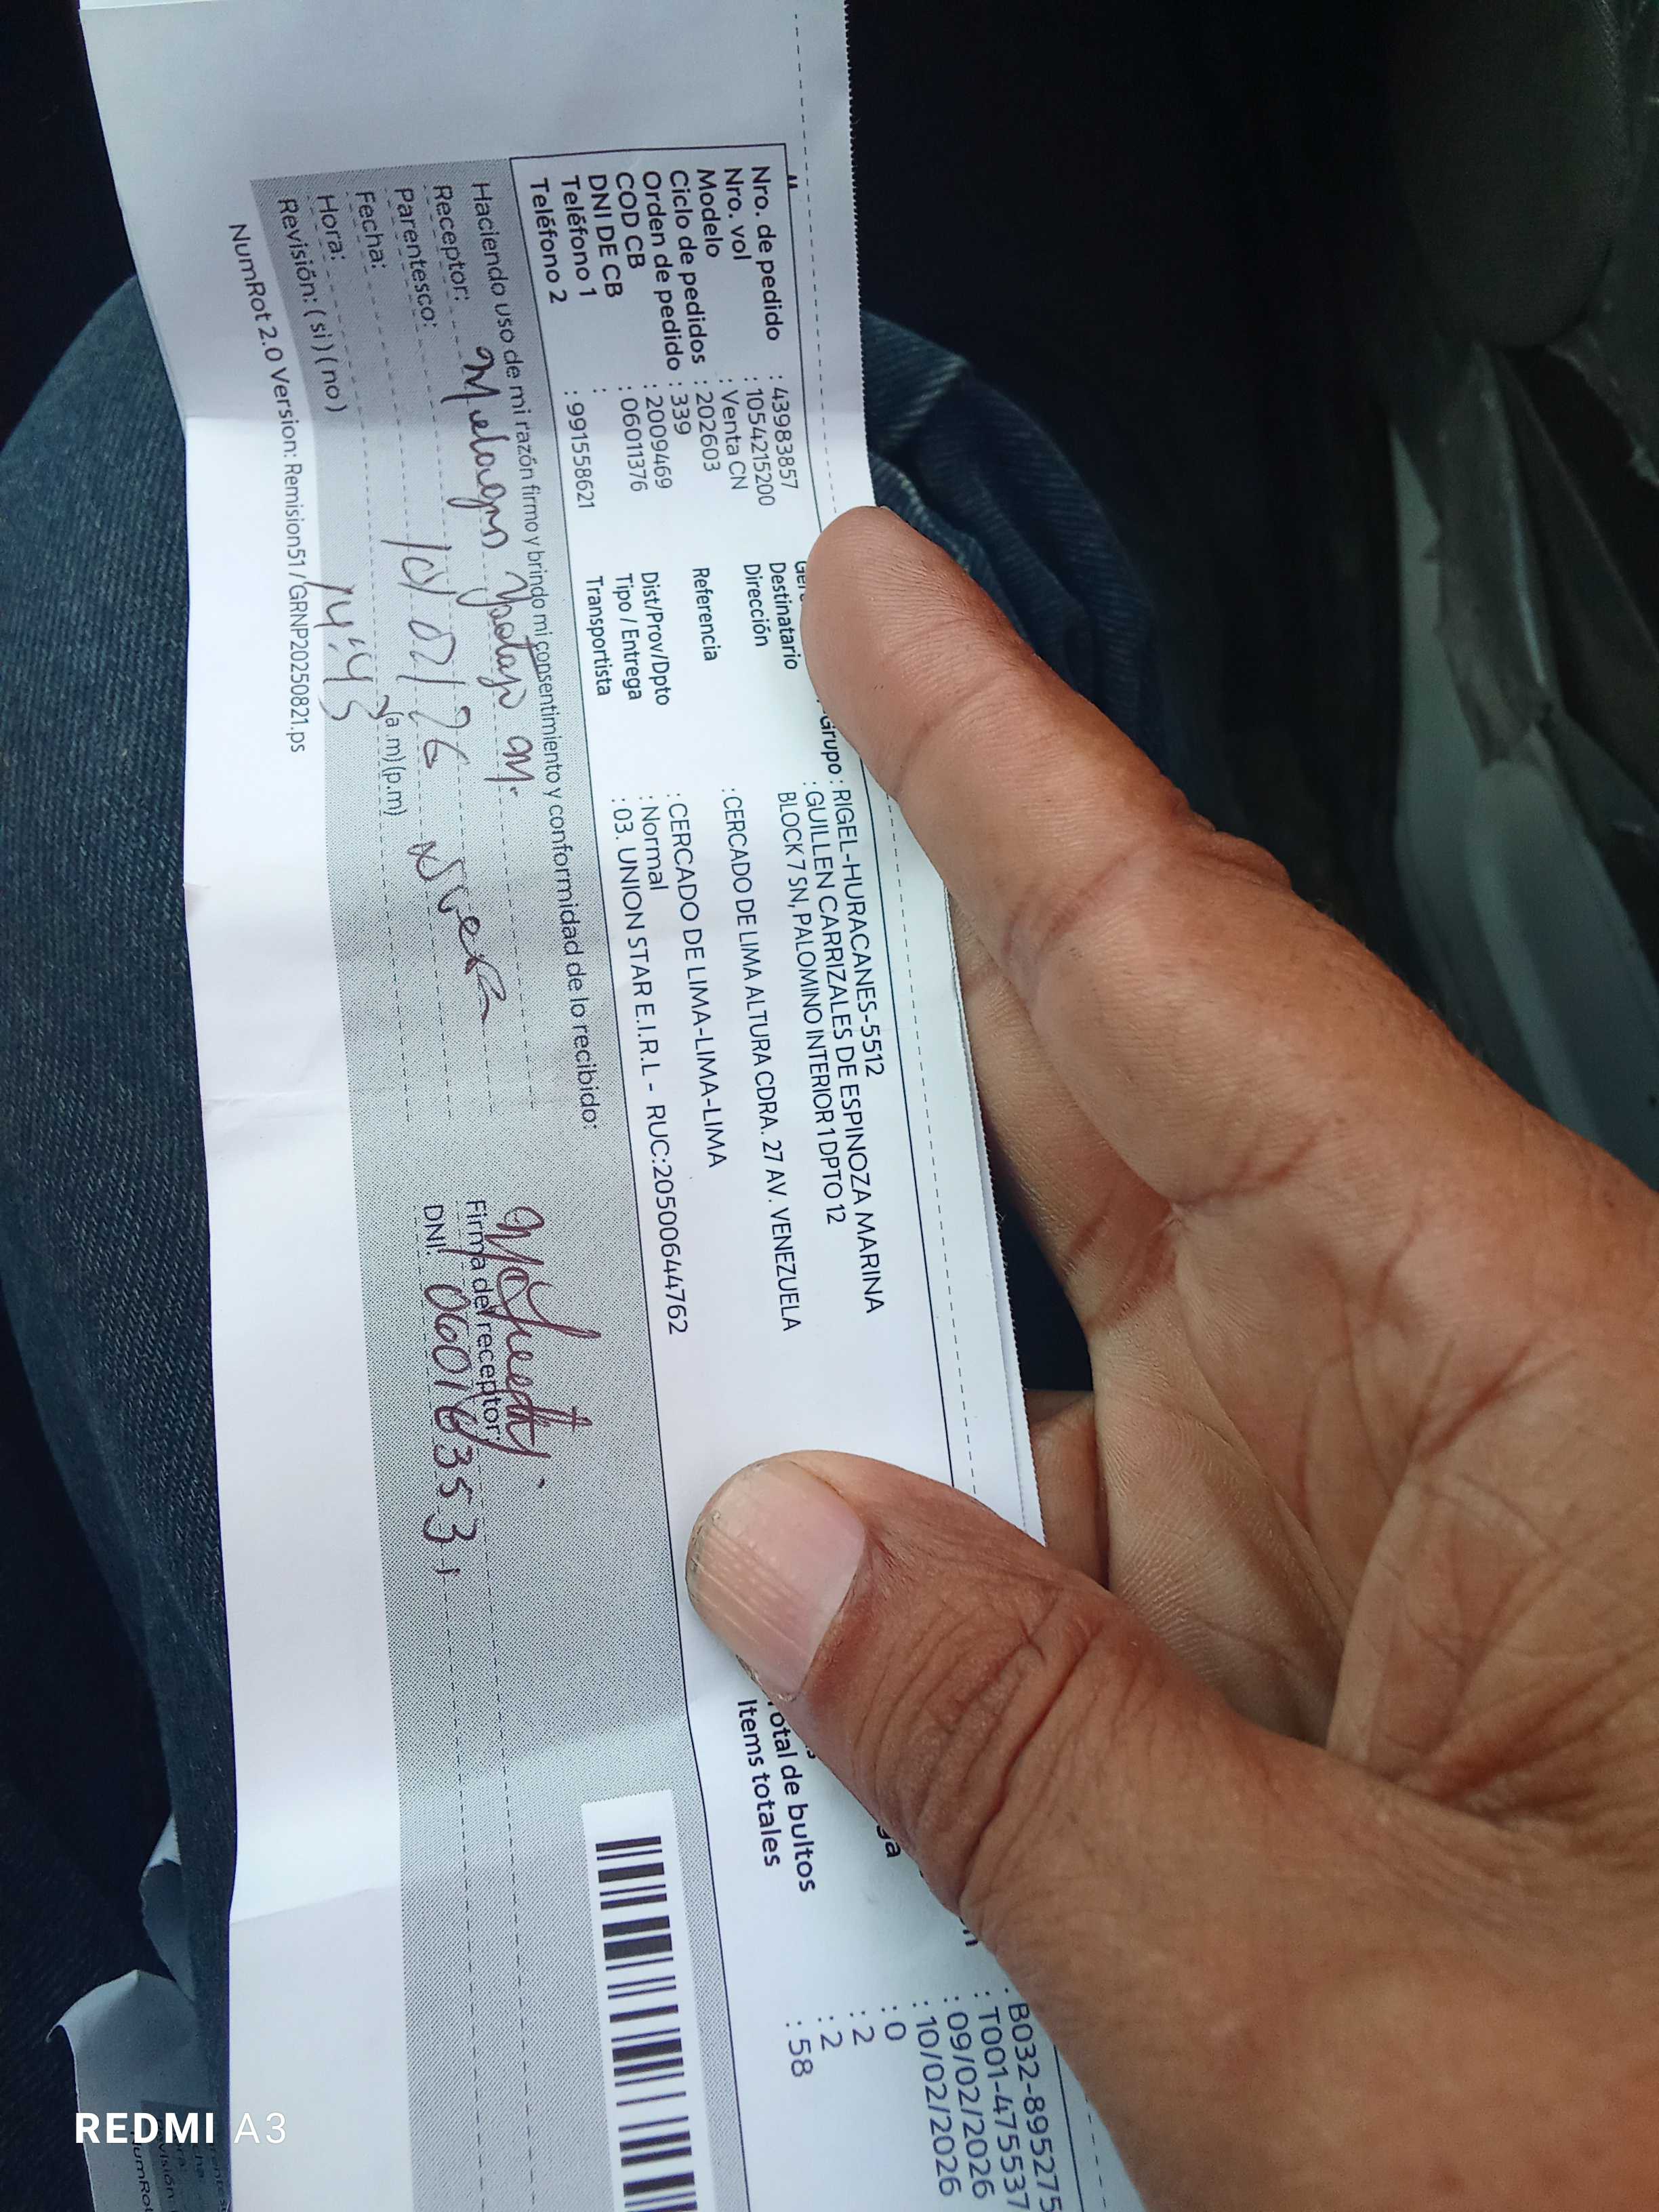 Grupo : RIGEL-HURACANES-5512
Nro. de pedido : 43983857
Destinatario : GUILLEN CARRIZALES DE ESPINOZA MARINA
Nro. vol : 1054215200
Dirección BLOCK 7 SN, PALOMINO INTERIOR 1 DPTO 12
Modelo : Venta CN
Ciclo de pedidos : 202603
Referencia : CERCADO DE LIMA ALTURA CDRA. 27 AV. VENEZUELA
Orden de pedido : 339
COD CB : 2009469
Dist/Prov/Dpto : CERCADO DE LIMA-LIMA-LIMA
DNI DE CB : 06011376
Tipo / Entrega : Normal
Teléfono 1 :
Transportista : 03. UNION STAR E.I.R.L - RUC:20500644762
Teléfono 2 : 991558621
: B032-895275
: T001-475537
: 09/02/2026
: 10/02/2026
: 0
: 2
Total de bultos : 2
Items totales : 58
Haciendo uso de mi razón firmo y brindo mi consentimiento y conformidad de lo recibido:
Receptor: M.
Parentesco:
Firma del receptor
Fecha: 10/02/26
DNI: 06016353
Hora: 14:45 (a.m)(p.m)
Revisión: ( si ) ( no )
NumRot 2.0 Version: Remision51 / GRNP20250821.ps
REDMI A3